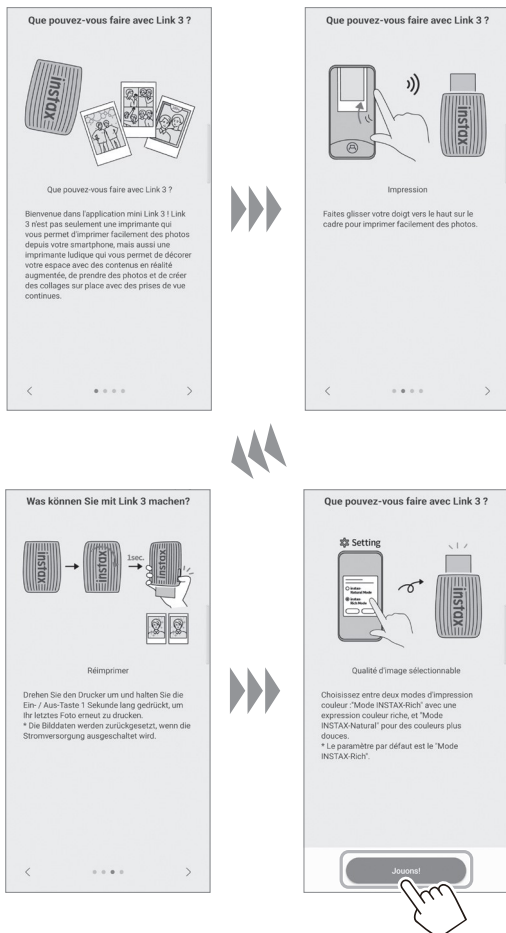 Que pouvez-vous faire avec Link 3 ?
instax
Que pouvez-vous faire avec Link 3 ?
Bienvenue dans l'application mini Link 3 ! Link
3 n'est pas seulement une imprimante qui
vous permet d'imprimer facilement des photos
depuis votre smartphone, mais aussi une
imprimante ludique qui vous permet de décorer
votre espace avec des contenus en réalité
augmentée, de prendre des photos et de créer
des collages sur place avec des prises de vue
continues.
Que pouvez-vous faire avec Link 3 ?
instax
Impression
Faites glisser votre doigt vers le haut sur le
cadre pour imprimer facilement des photos.
Was können Sie mit Link 3 machen?
instax
instax
1sec.
instax
Réimprimer
Drehen Sie den Drucker um und halten Sie die
Ein- / Aus-Taste 1 Sekunde lang gedrückt, um
Ihr letztes Foto erneut zu drucken.
* Die Bilddaten werden zurückgesetzt, wenn die
Stromversorgung ausgeschaltet wird.
Que pouvez-vous faire avec Link 3 ?
Setting
instax
Natural Mode
instax
Rich Mode
instax
Qualité d'image sélectionnable
Choisissez entre deux modes d'impression
couleur :"Mode INSTAX-Rich" avec une
expression couleur riche, et "Mode
INSTAX-Natural" pour des couleurs plus
douces.
* Le paramètre par défaut est le "Mode
INSTAX-Rich".
Jouons!